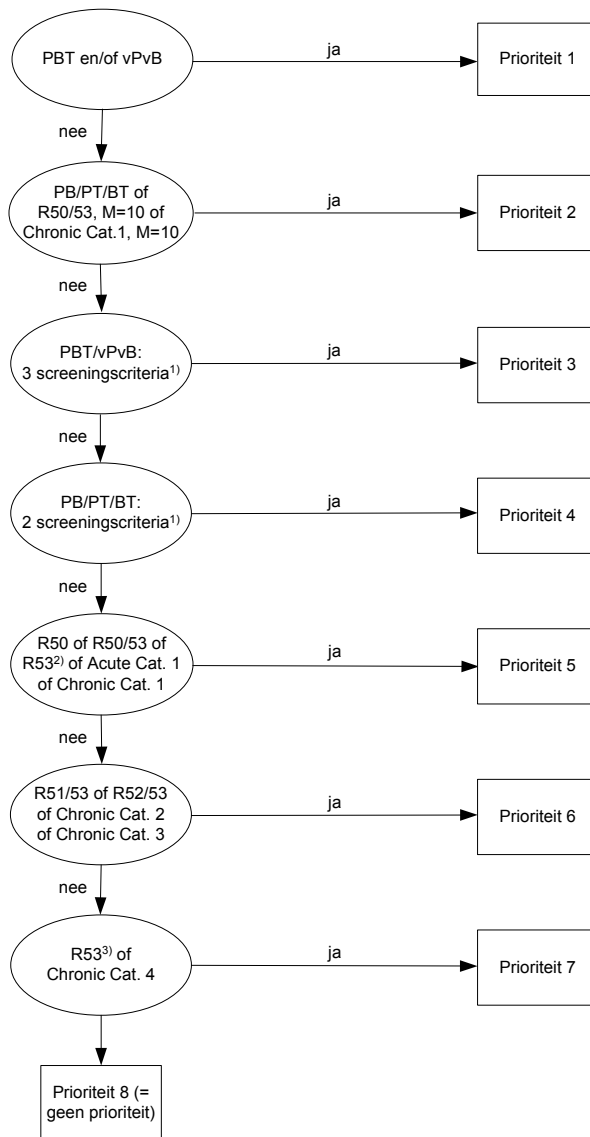 PBT en/of vPvB
ja
Prioriteit 1
nee
PB/PT/BT of
R50/53, M=10 of
Chronic Cat.1, M=10
ja
Prioriteit 2
nee
PBT/vPvB:
3 screeningscriteria1)
ja
Prioriteit 3
nee
PB/PT/BT:
2 screeningscriteria1)
ja
Prioriteit 4
nee
R50 of R50/53 of
R532) of Acute Cat. 1
of Chronic Cat. 1
ja
Prioriteit 5
nee
R51/53 of R52/53
of Chronic Cat. 2
of Chronic Cat. 3
ja
Prioriteit 6
nee
R533) of
Chronic Cat. 4
ja
Prioriteit 7
Prioriteit 8 (=
geen prioriteit)